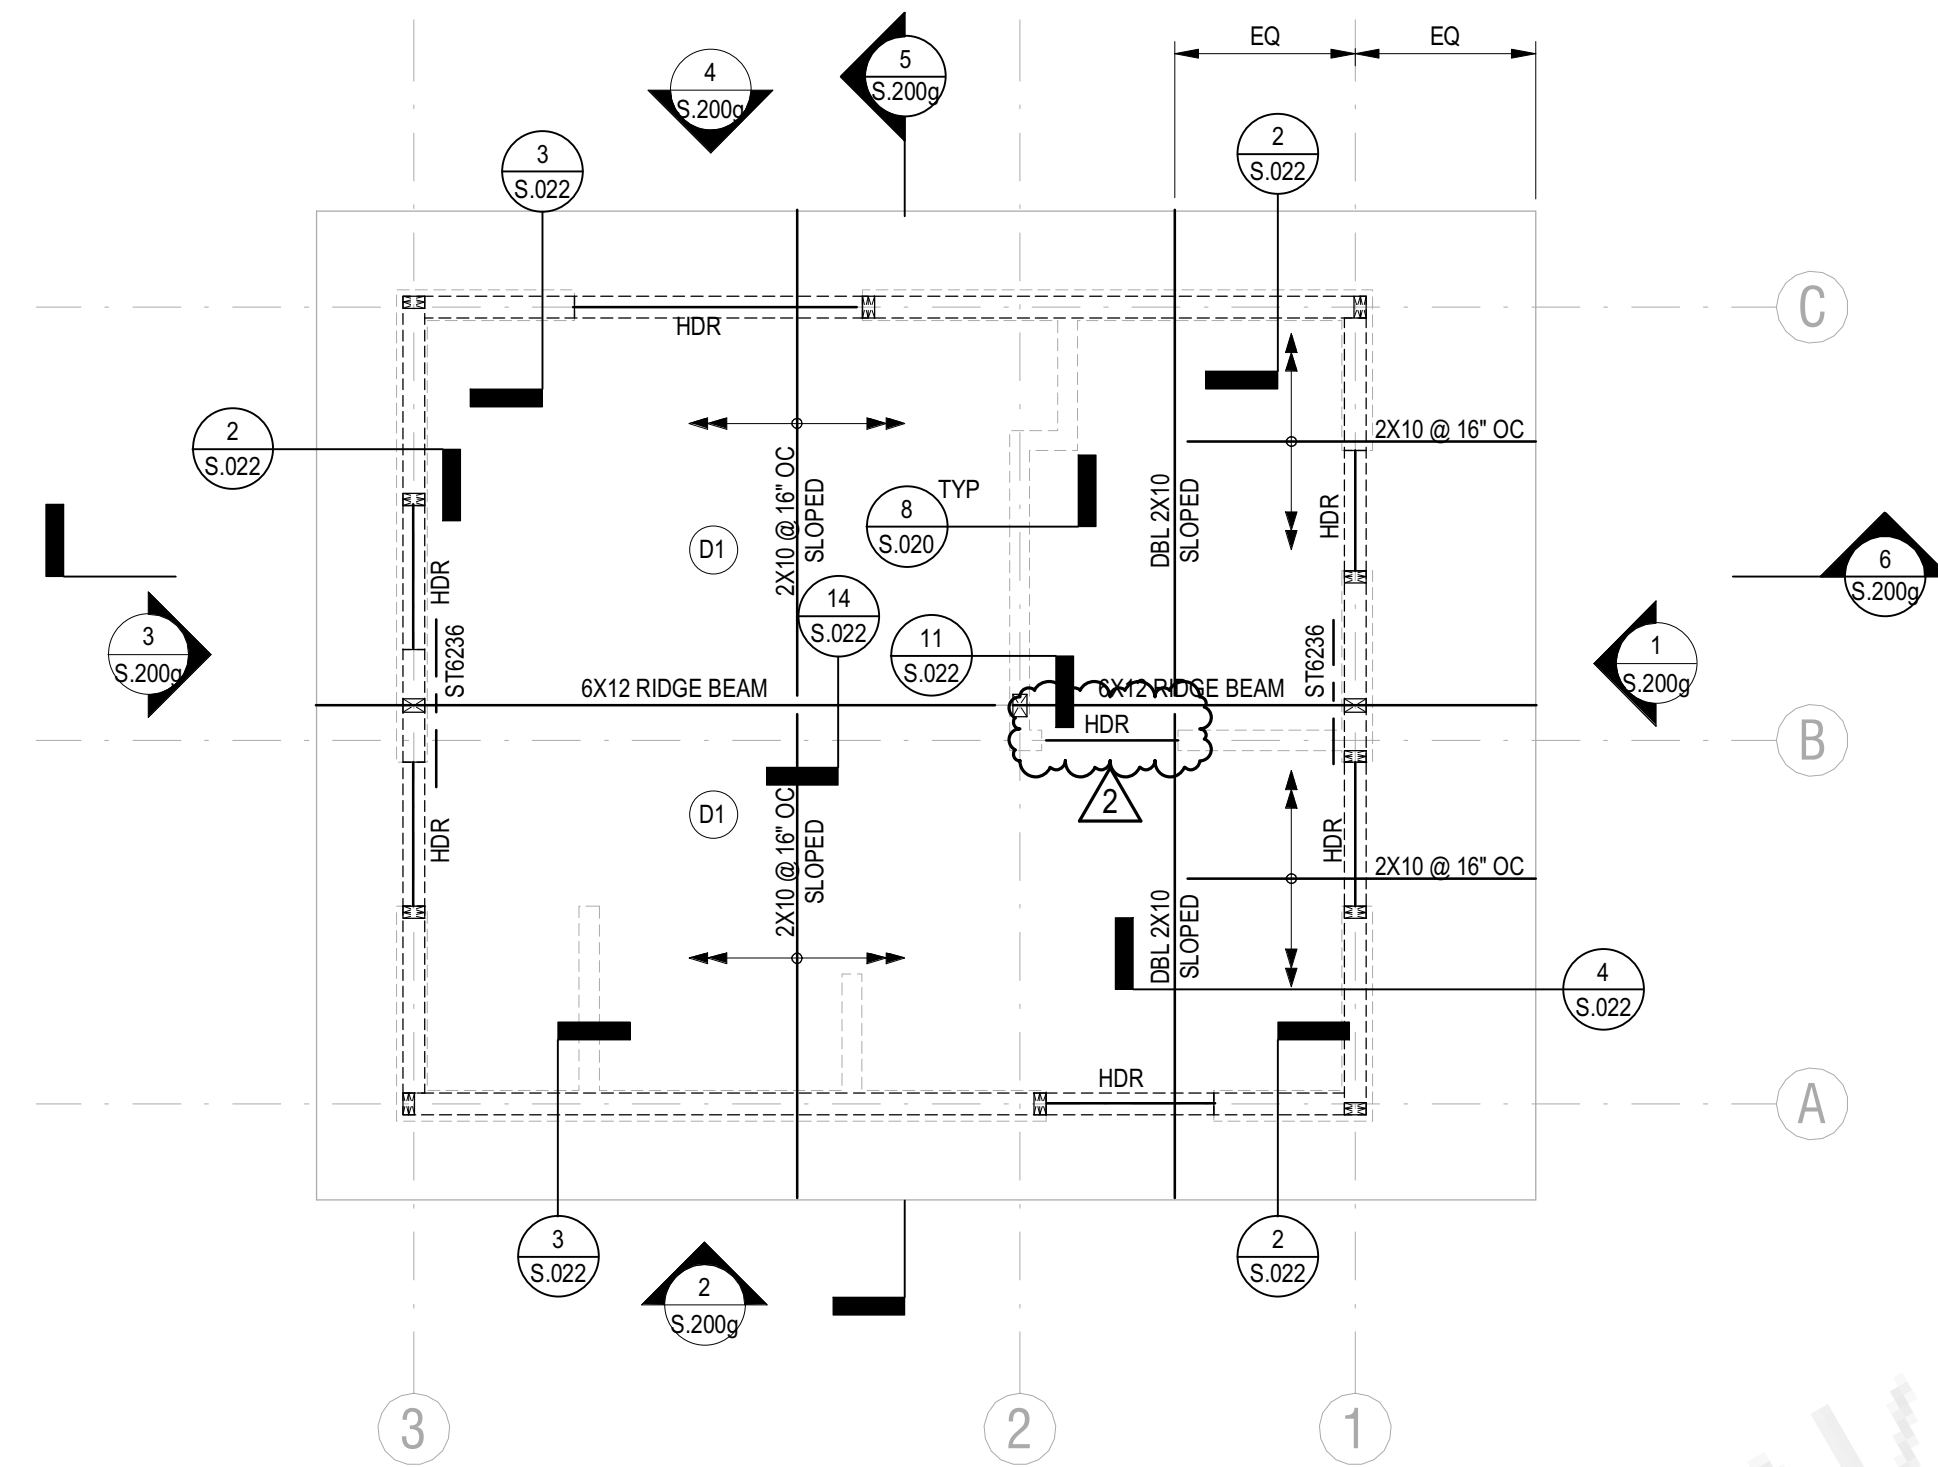 EQ
EQ
5
S.200g
4
S.200g
2
S.022
3
S.022
C
HDR
2X10 @ 16" OC
2
S.022
2X10 @ 16" OC
SLOPED
TYP
8
S.020
DBL 2X10
SLOPED
HDR
D1
HDR
6
S.200g
14
S.022
11
S.022
3
S.200g
ST6236
ST6236
1
S.200g
6X12 RIDGE BEAM
6X12 RIDGE BEAM
HDR
B
2
D1
HDR
2X10 @ 16" OC
SLOPED
HDR
2X10 @ 16" OC
DBL 2X10
SLOPED
4
S.022
HDR
A
3
S.022
2
S.200g
2
S.022
3
2
1